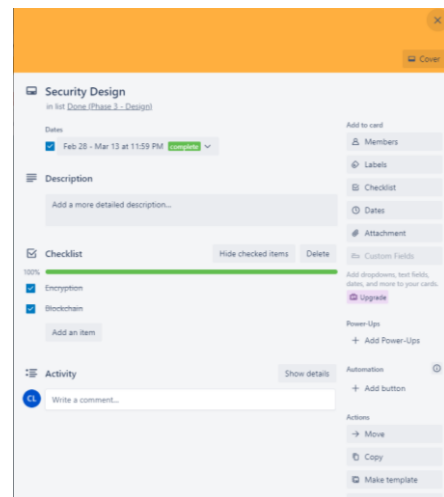 Cover
Security Design
in list Done (Phase 3 - Design)
Dates
Feb 28 - Mar 13 at 11:59 PM complete
Description
Add a more detailed description...
Checklist
Hide checked items
Delete
100%
Encryption
Blockchain
Add an item
Activity
Show details
CL
Write a comment...
Add to card
Members
Labels
Checklist
Dates
Attachment
Custom Fields
Add dropdowns, text fields,
dates, and more to your cards.
Upgrade
Power-Ups
+ Add Power-Ups
Automation
+ Add button
Actions
Move
Copy
Make template